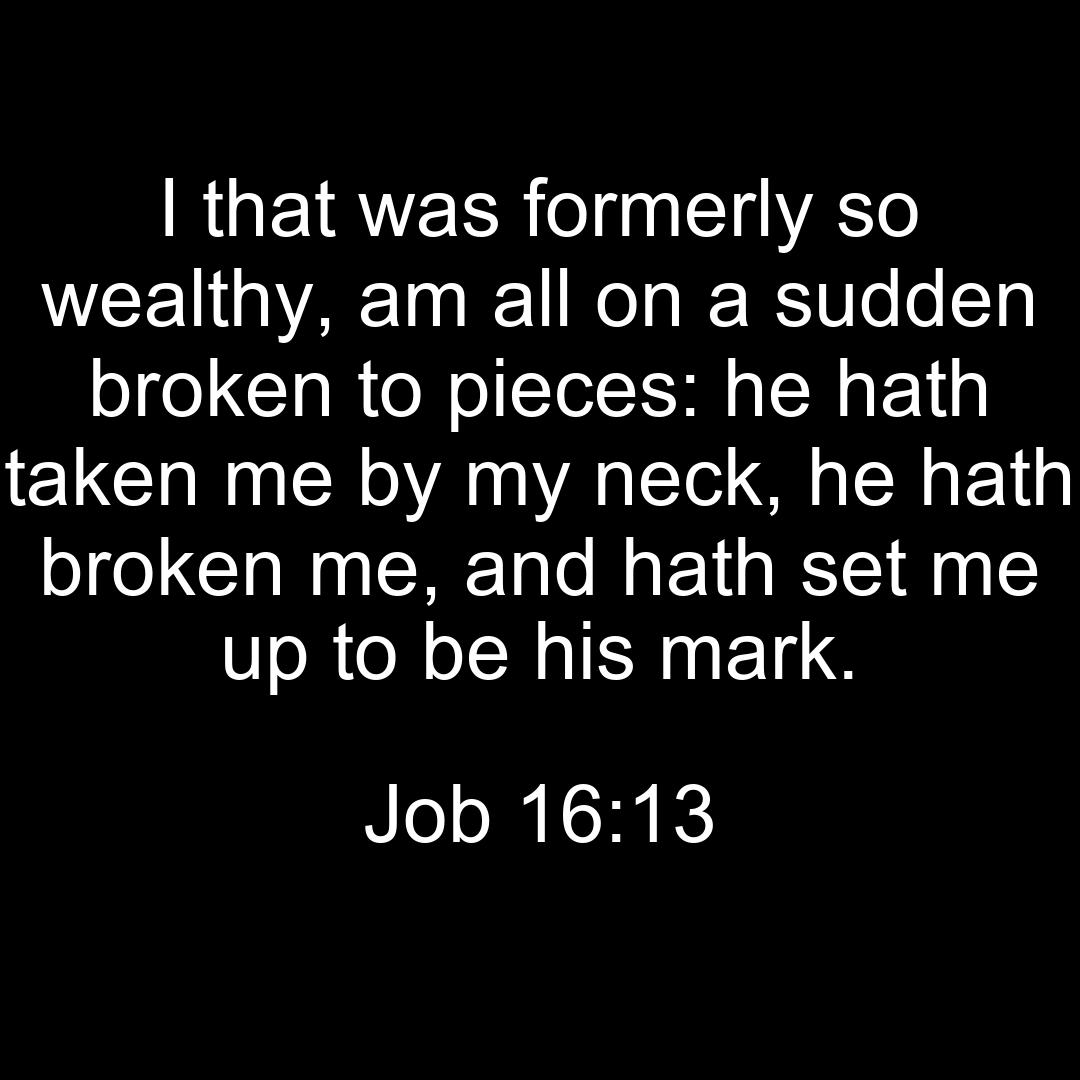 I that was formerly so
wealthy, am all on a sudden
broken to pieces: he hath
taken me by my neck, he hath
broken me, and hath set me
up to be his mark.
Job 16:13